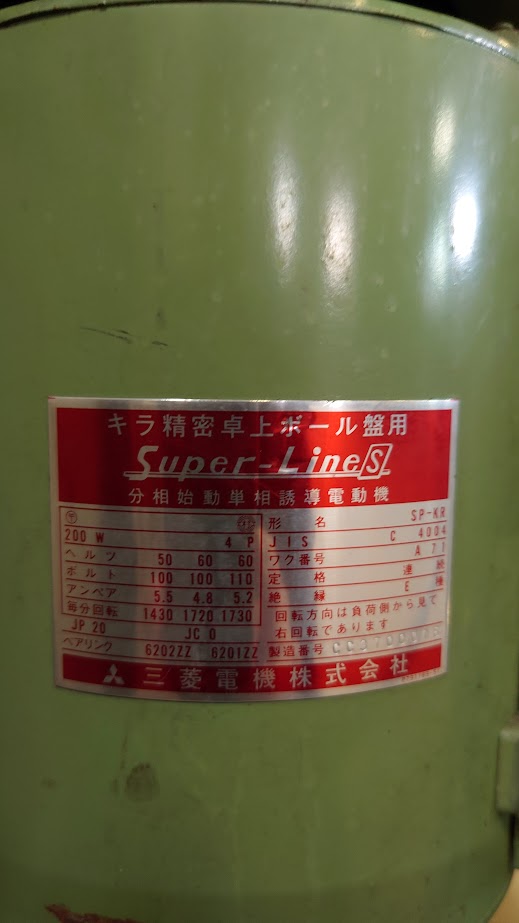 キラ精密卓上ボール盤用
Super-Line S
分相始動単相誘導電動機
形名 SP-KR
200 W 4 P
JIS C 4004
ヘルツ 50 60 60
ワク番号 A 71
ボルト 100 100 110
定格 連続
アンペア 5.5 4.8 5.2
絶縁 E 種
毎分回転 1430 1720 1730
回転方向は負荷側から見て
右回転であります
JP 20 JC 0
ベアリング 6202ZZ 6201ZZ
製造番号
三菱電機株式会社